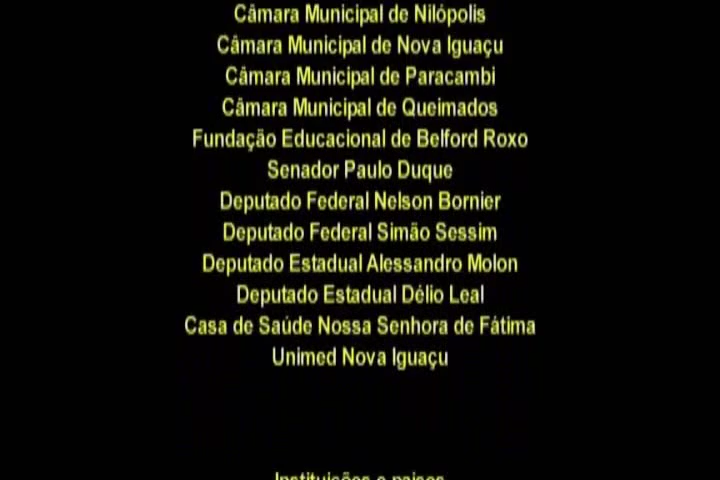 Câmara Municipal de Nilópolis
Câmara Municipal de Nova Iguaçu
Câmara Municipal de Paracambi
Câmara Municipal de Queimados
Fundação Educacional de Belford Roxo
Senador Paulo Duque
Deputado Federal Nelson Bornier
Deputado Federal Simão Sessim
Deputado Estadual Alessandro Molon
Deputado Estadual Délio Leal
Casa de Saúde Nossa Senhora de Fátima
Unimed Nova Iguaçu
Instituições e países